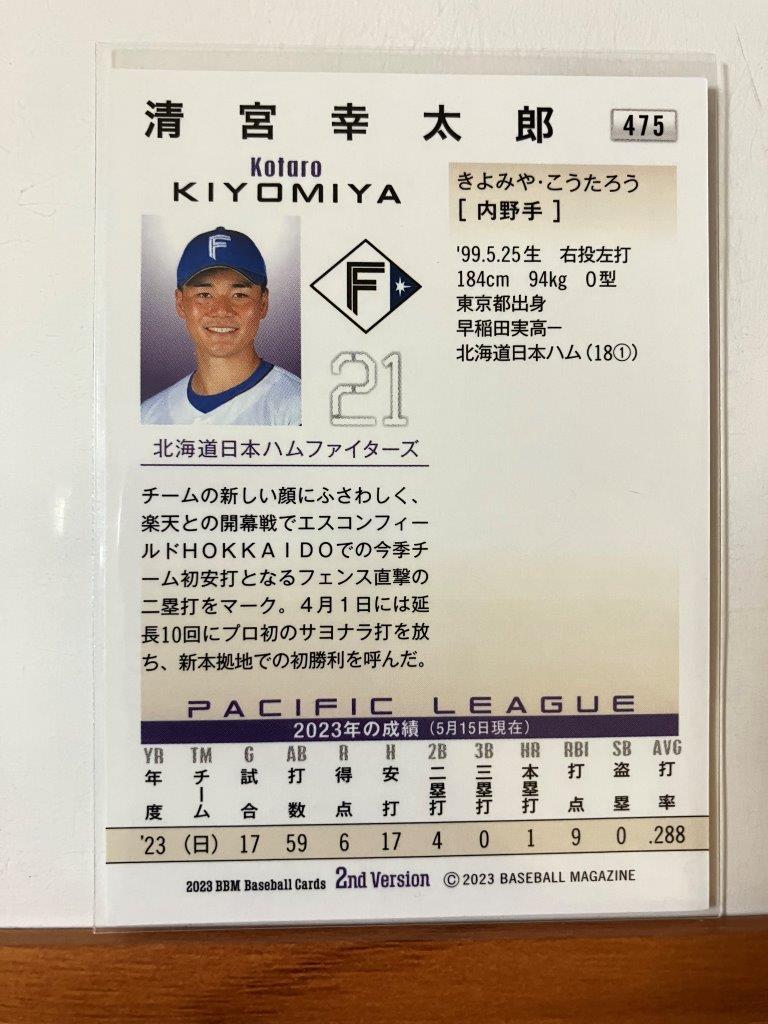 清宮幸太郎 475
Kotaro
KIYOMIYA
きよみや・こうたろう
[ 内野手 ]
'99.5.25生 右投左打
184cm 94kg O型
東京都出身
早稲田実高ー
北海道日本ハム(18①)
F
F
21
北海道日本ハムファイターズ
チームの新しい顔にふさわしく、
楽天との開幕戦でエスコンフィー
ルドHOKKAIDOでの今季チ
ーム初安打となるフェンス直撃の
二塁打をマーク。4月1日には延
長10回にプロ初のサヨナラ打を放
ち、新本拠地での初勝利を呼んだ。
PACIFIC LEAGUE
2023年の成績(5月15日現在)
YR TM G AB R H 2B 3B HR RBI SB AVG
年度 チーム 試合 打数 得点 安打 二塁打 三塁打 本塁打 打点 盗塁 打率
'23 (日) 17 59 6 17 4 0 1 9 0 .288
2023 BBM Baseball Cards 2nd Version ©2023 BASEBALL MAGAZINE